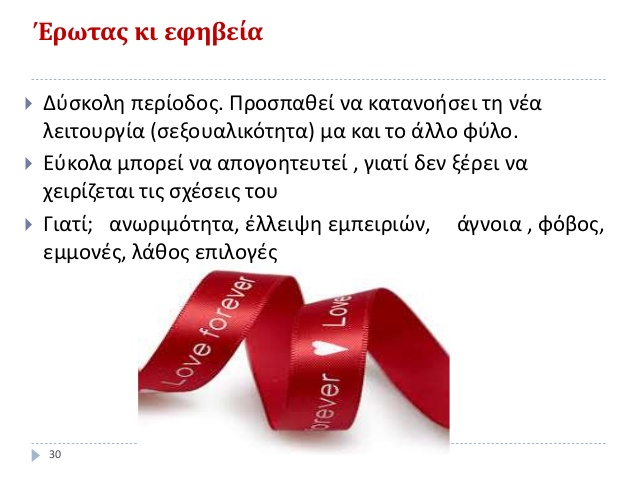 Έρωτας κι εφηβεία
Δύσκολη περίοδος. Προσπαθεί να κατανοήσει τη νέα
λειτουργία (σεξουαλικότητα) μα και το άλλο φύλο.
Εύκολα μπορεί να απογοητευτεί , γιατί δεν ξέρει να
χειρίζεται τις σχέσεις του
Γιατί; ανωριμότητα, έλλειψη εμπειριών, άγνοια , φόβος,
εμμονές, λάθος επιλογές
Love forever
Love
forever
30